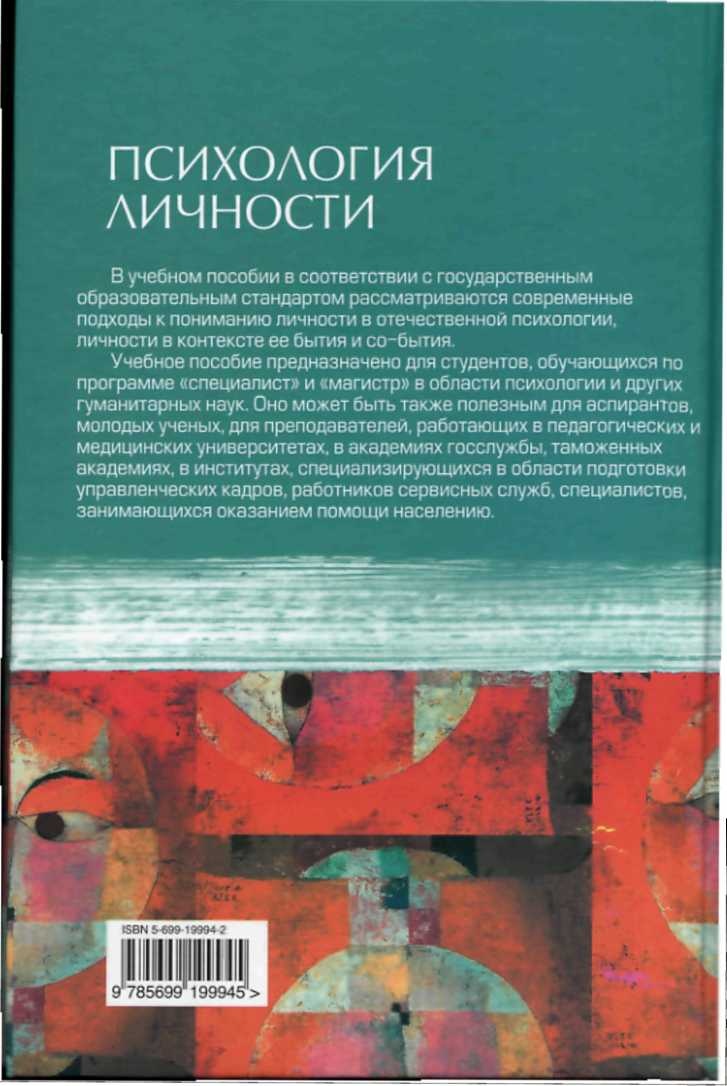 ПСИХОЛОГИЯ
ЛИЧНОСТИ
В учебном пособии в соответствии с государственным
образовательным стандартом рассматриваются современные
подходы к пониманию личности в отечественной психологии,
личности в контексте ее бытия и со-бытия.
Учебное пособие предназначено для студентов, обучающихся по
программе «специалист» и «магистр» в области психологии и других
гуманитарных наук. Оно может быть также полезным для аспирантов,
молодых ученых, для преподавателей, работающих в педагогических и
медицинских университетах, в академиях госслужбы, таможенных
академиях, в институтах, специализирующихся в области подготовки
управленческих кадров, работников сервисных служб, специалистов,
занимающихся оказанием помощи населению.
ISBN 5-699-19994-2
9 785699 199945 >